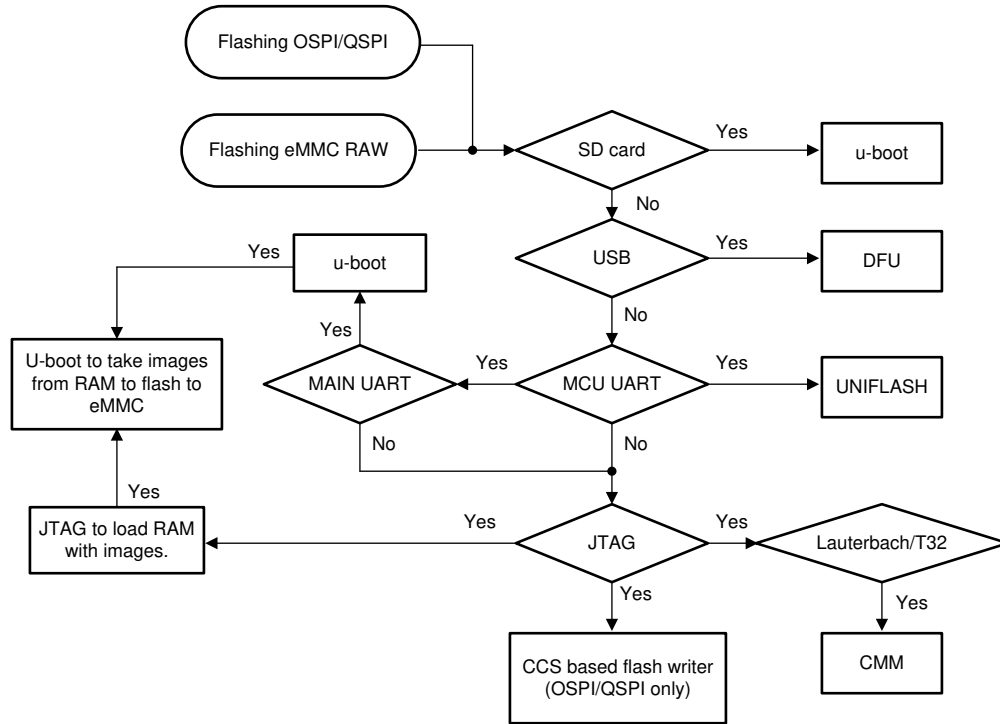 Flashing OSPI/QSPI
Flashing eMMC RAW
SD card
Yes
u-boot
No
Yes
u-boot
USB
Yes
DFU
No
Yes
U-boot to take images
from RAM to flash to
eMMC
MAIN UART
Yes
MCU UART
Yes
UNIFLASH
No
No
Yes
JTAG to load RAM
with images.
Yes
JTAG
Yes
Lauterbach/T32
Yes
Yes
CCS based flash writer
(OSPI/QSPI only)
CMM